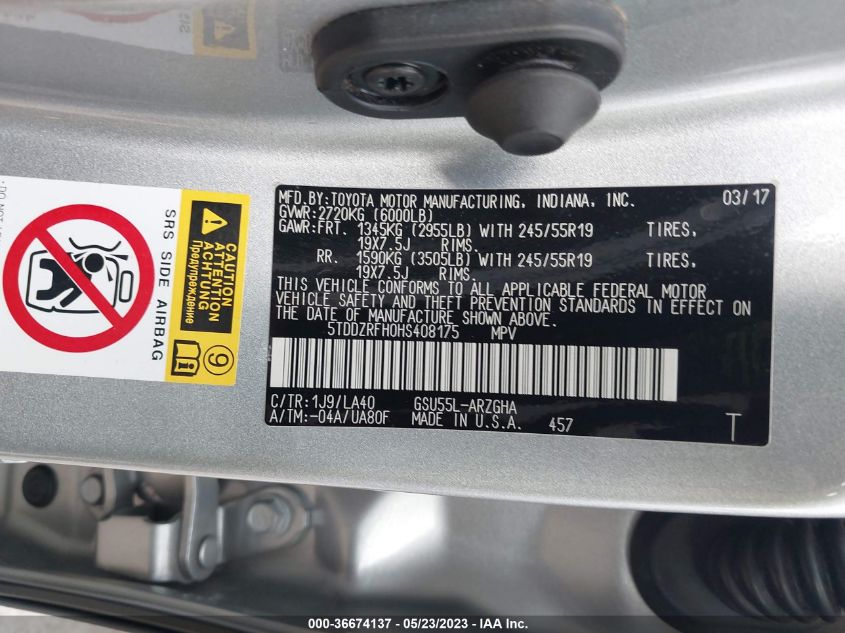 MFD.BY:TOYOTA MOTOR MANUFACTURING, INDIANA, INC. 03/17
GVWR:2720KG (6000LB)
GAWR:FRT. 1345KG (2955LB) WITH 245/55R19 TIRES,
19X7.5J RIMS.
RR. 1590KG (3505LB) WITH 245/55R19 TIRES,
19X7.5J RIMS.
THIS VEHICLE CONFORMS TO ALL APPLICABLE FEDERAL MOTOR
VEHICLE SAFETY AND THEFT PREVENTION STANDARDS IN EFFECT ON
THE DATE OF MANUFACTURE SHOWN ABOVE.
5TDDZRFH0HS408175 MPV
C/TR:1J9/LA40 GSU55L-ARZGHA
A/TM:-04A/UA80F MADE IN U.S.A. 457
T
SRS SIDE AIRBAG
CAUTION
ATTENTION
ACHTUNG
Предупреждение
9
000-36674137 - 05/23/2023 - IAA Inc.